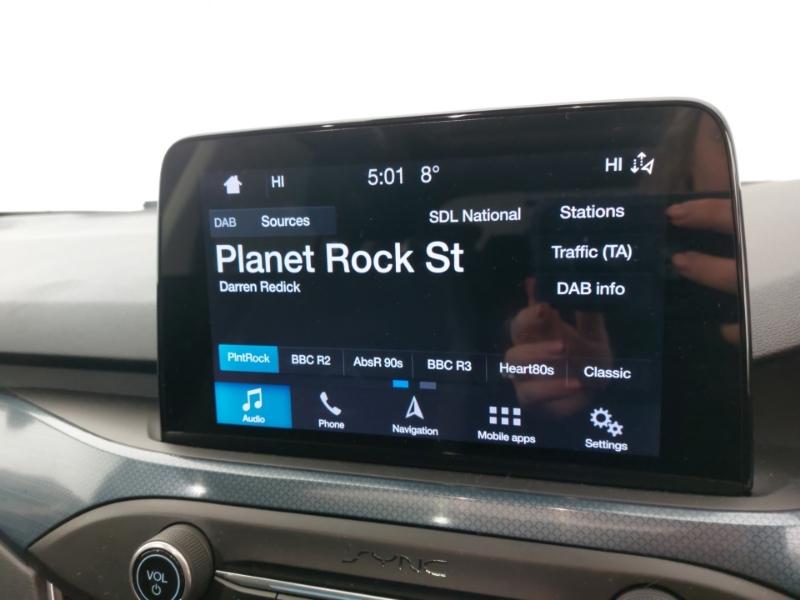 HI 5:01 8° HI
DAB Sources SDL National Stations
Planet Rock St Traffic (TA)
Darren Redick DAB info
PlntRock BBC R2 AbsR 90s BBC R3 Heart80s Classic
Audio Phone Navigation Mobile apps Settings
SYNC
VOL